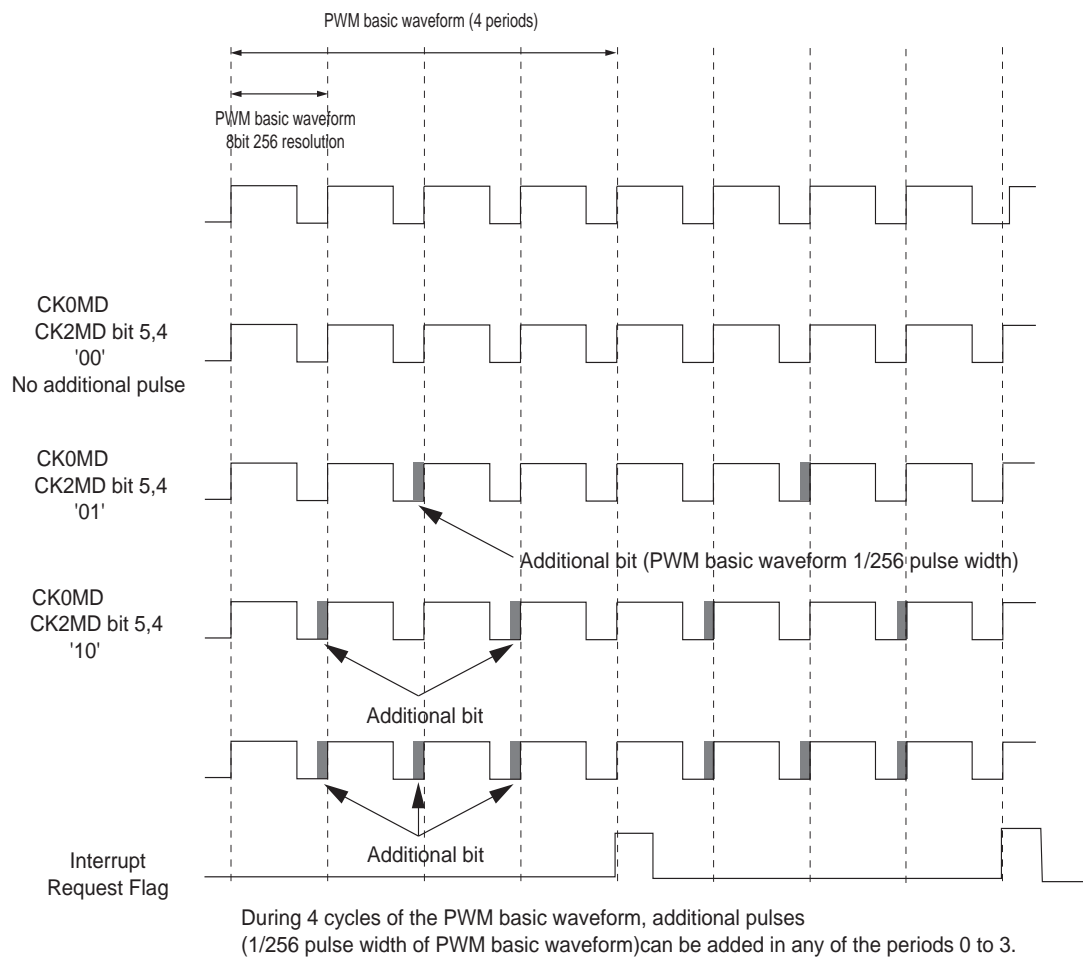 PWM basic waveform (4 periods)
PWM basic waveform
8bit 256 resolution
CK0MD
CK2MD bit 5,4
'00'
No additional pulse
CK0MD
CK2MD bit 5,4
'01'
Additional bit (PWM basic waveform 1/256 pulse width)
CK0MD
CK2MD bit 5,4
'10'
Additional bit
Additional bit
Interrupt
Request Flag
During 4 cycles of the PWM basic waveform, additional pulses
(1/256 pulse width of PWM basic waveform)can be added in any of the periods 0 to 3.